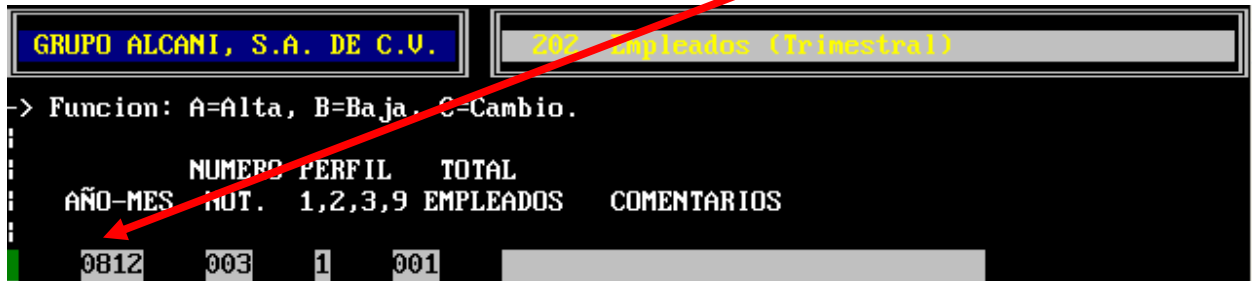 GRUPO ALCANI, S.A. DE C.V. 202 Empleados (Trimestral)
-> Funcion: A=Alta, B=Baja, C=Cambio.
NUMERO PERFIL TOTAL
AÑO-MES NOT. 1,2,3,9 EMPLEADOS COMENTARIOS
0812 003 1 001